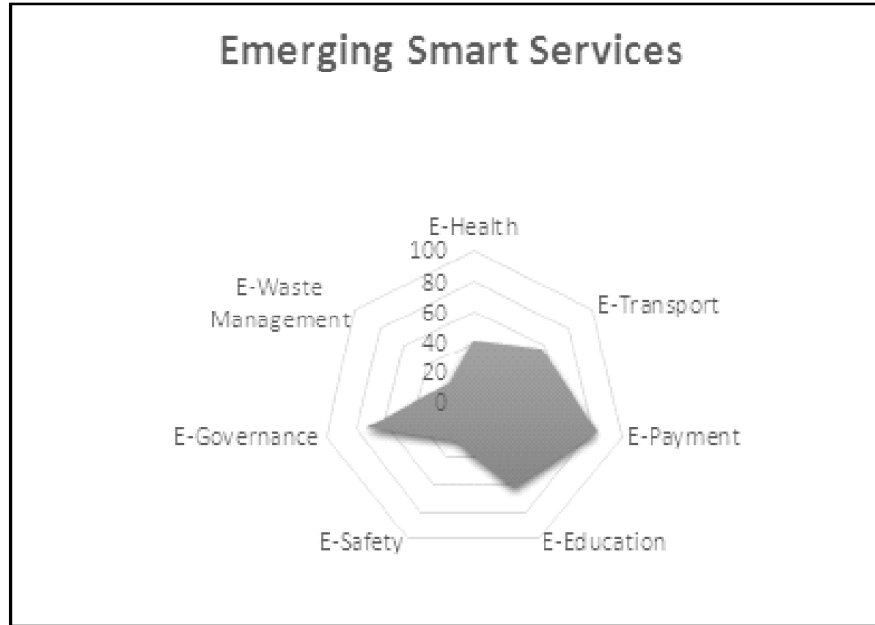 Emerging Smart Services
E-Health
100
80
60
40
20
0
E-Transport
E-Payment
E-Education
E-Safety
E-Governance
E-Waste
Management